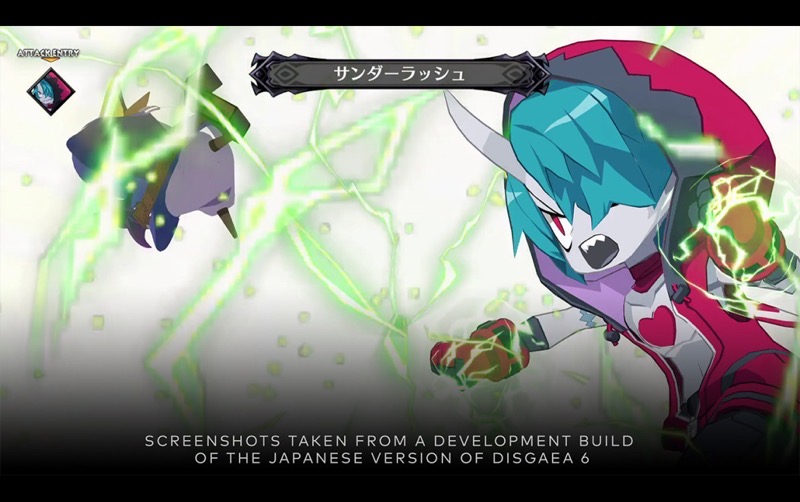 ATTACK ENTRY
サンダーラッシュ
SCREENSHOTS TAKEN FROM A DEVELOPMENT BUILD
OF THE JAPANESE VERSION OF DISGAEA 6